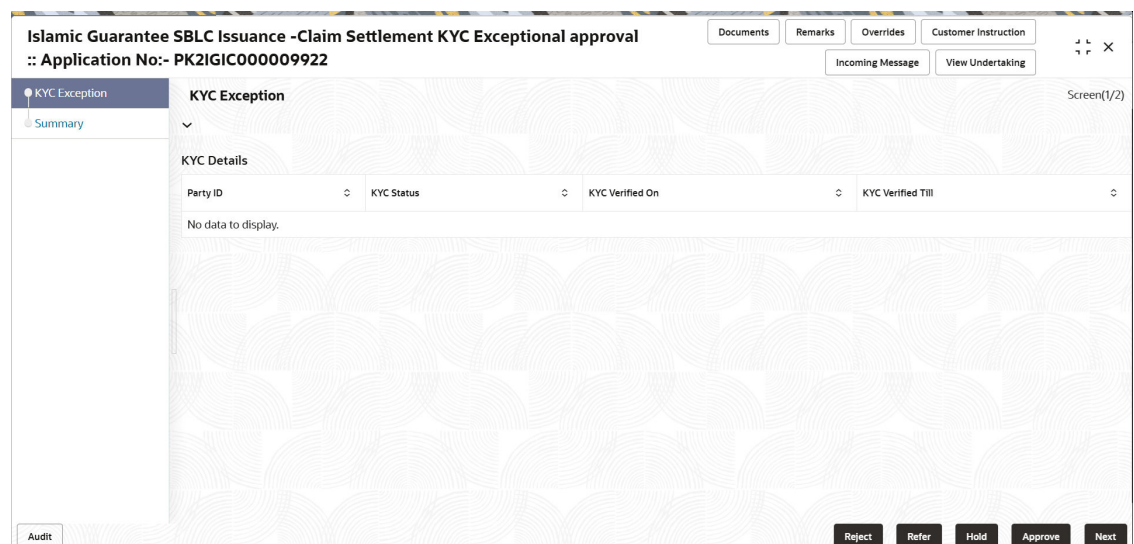 Islamic Guarantee SBLC Issuance -Claim Settlement KYC Exceptional approval
:: Application No:- PK2IGIC000009922
Documents
Remarks
Overrides
Customer Instruction
Incoming Message
View Undertaking
KYC Exception
Summary
KYC Exception
Screen(1/2)
KYC Details
Party ID
KYC Status
KYC Verified On
KYC Verified Till
No data to display.
Audit
Reject
Refer
Hold
Approve
Next